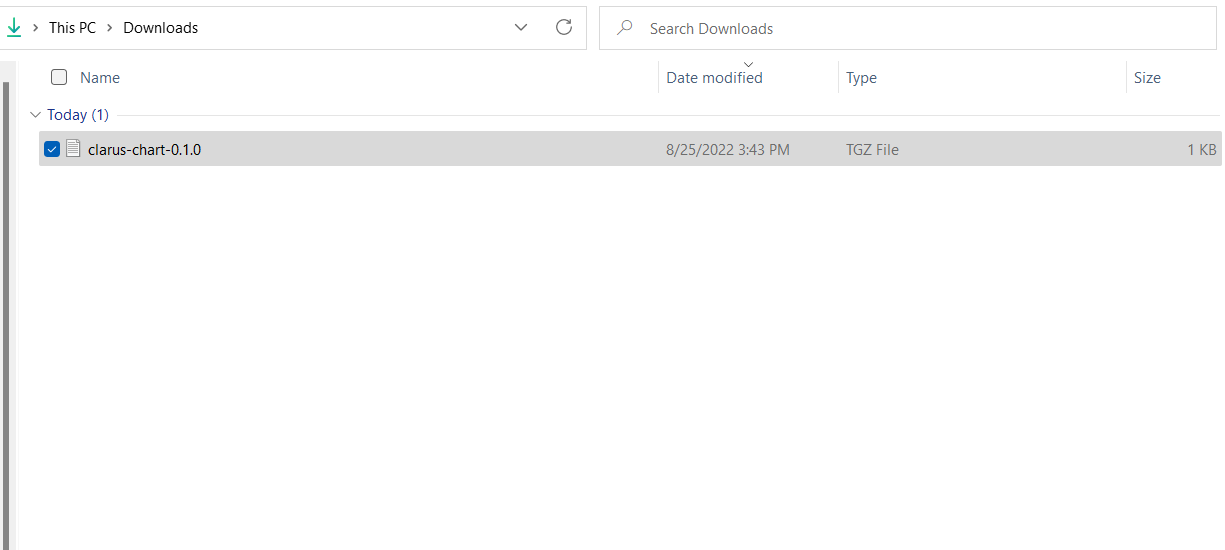 This PC > Downloads
Search Downloads
Name Date modified Type Size
Today (1)
clarus-chart-0.1.0 8/25/2022 3:43 PM TGZ File 1 KB